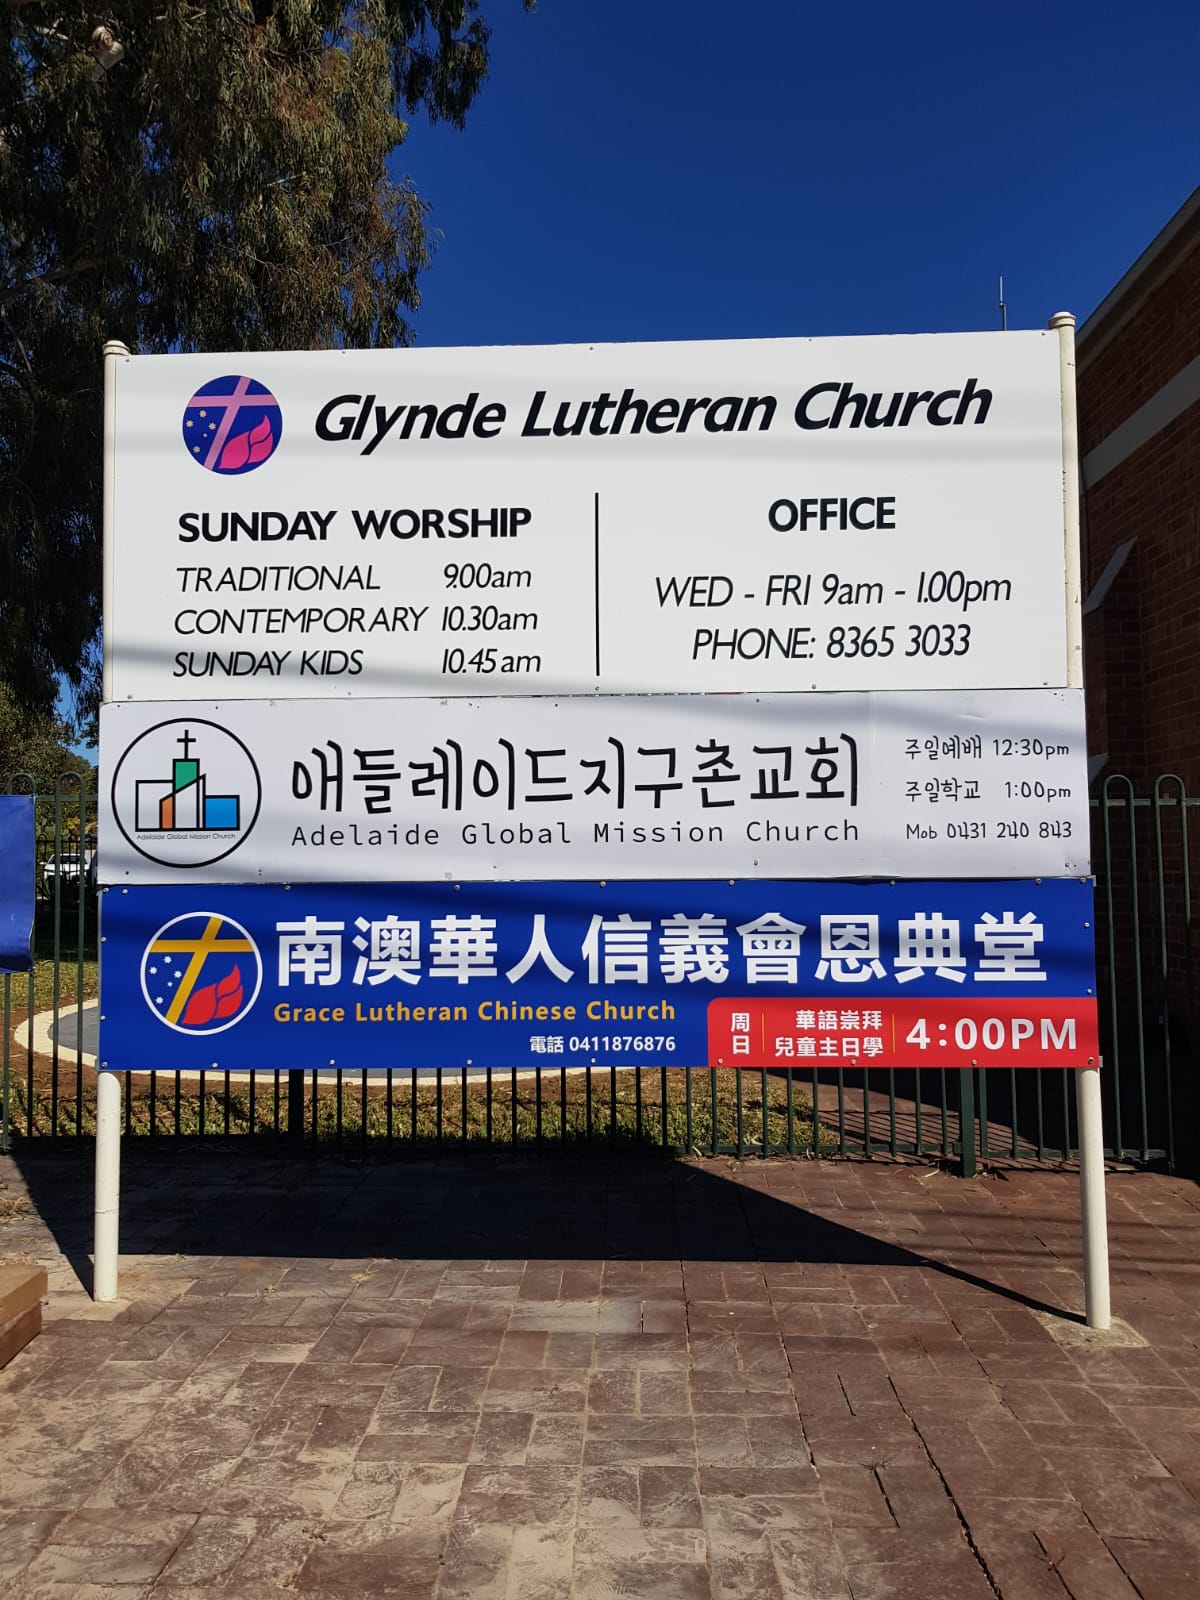 Glynde Lutheran Church
SUNDAY WORSHIP
TRADITIONAL 9.00am
CONTEMPORARY 10.30am
SUNDAY KIDS 10.45am
OFFICE
WED - FRI 9am - 1.00pm
PHONE: 8365 3033
Adelaide Global Mission Church
애들레이드지구촌교회
Adelaide Global Mission Church
주일예배 12:30pm
주일학교 1:00pm
Mob 0431 240 843
南澳華人信義會恩典堂
Grace Lutheran Chinese Church
電話 0411876876
周日
華語崇拜
兒童主日學
4:00PM